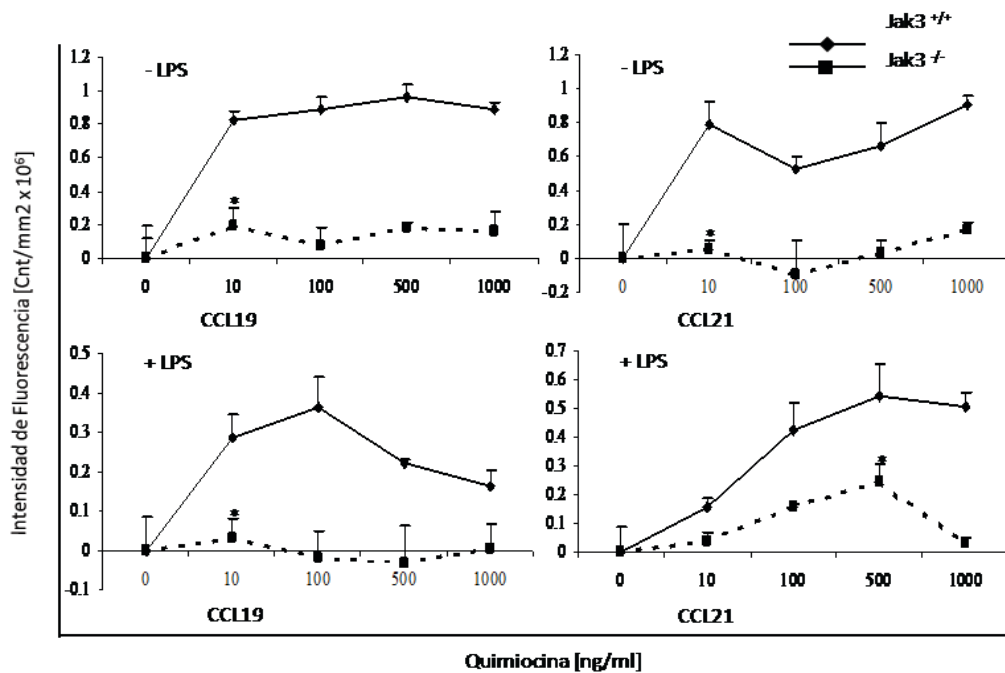 Jak3 +/+
Jak3 -/-
Intensidad de Fluorescencia [Cnt/mm2 x 10⁶]
- LPS
1.2
1
0.8
0.6
0.4
0.2
0
*
0 10 100 500 1000
CCL19
- LPS
1.2
1
0.8
0.6
0.4
0.2
0
-0.2
*
0 10 100 500 1000
CCL21
+ LPS
0.5
0.4
0.3
0.2
0.1
0
-0.1
*
0 10 100 500 1000
CCL19
+ LPS
0.7
0.6
0.5
0.4
0.3
0.2
0.1
0
*
0 10 100 500 1000
CCL21
Quimiocina [ng/ml]